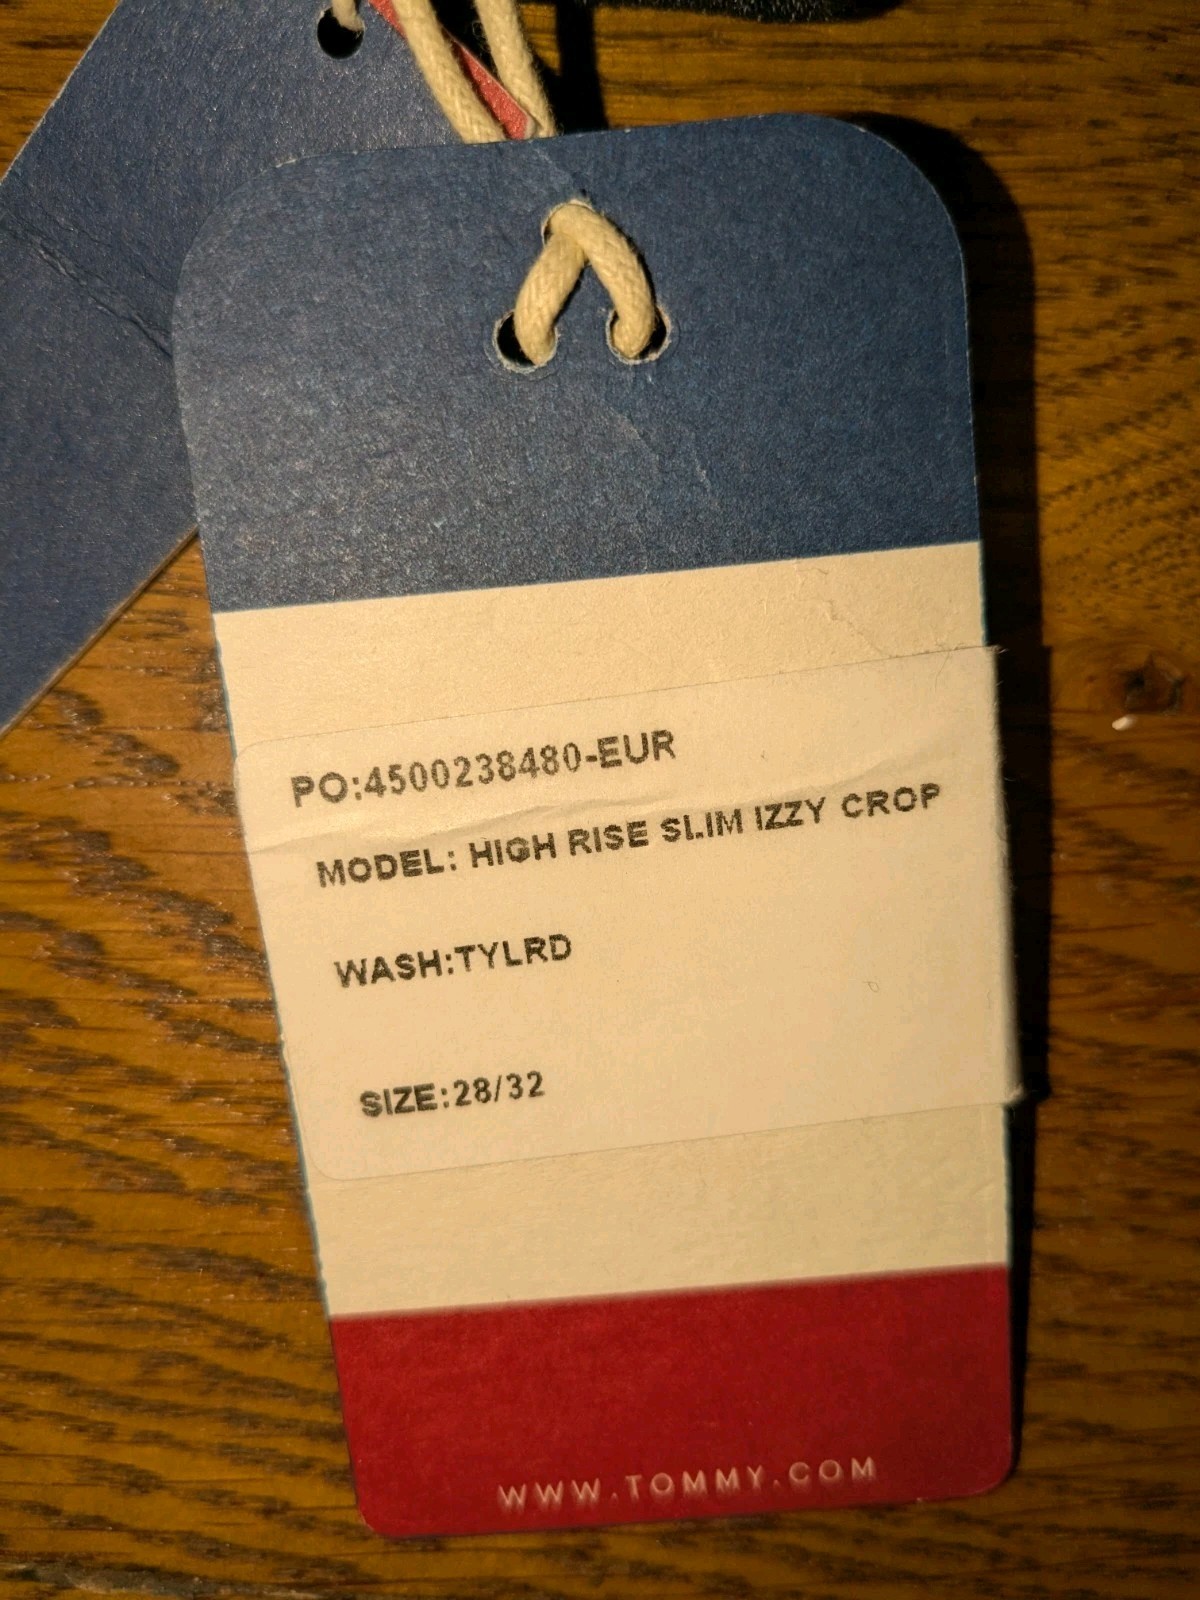 PO:4500238480-EUR
MODEL: HIGH RISE SLIM IZZY CROP
WASH:TYLRD
SIZE:28/32
WWW.TOMMY.COM